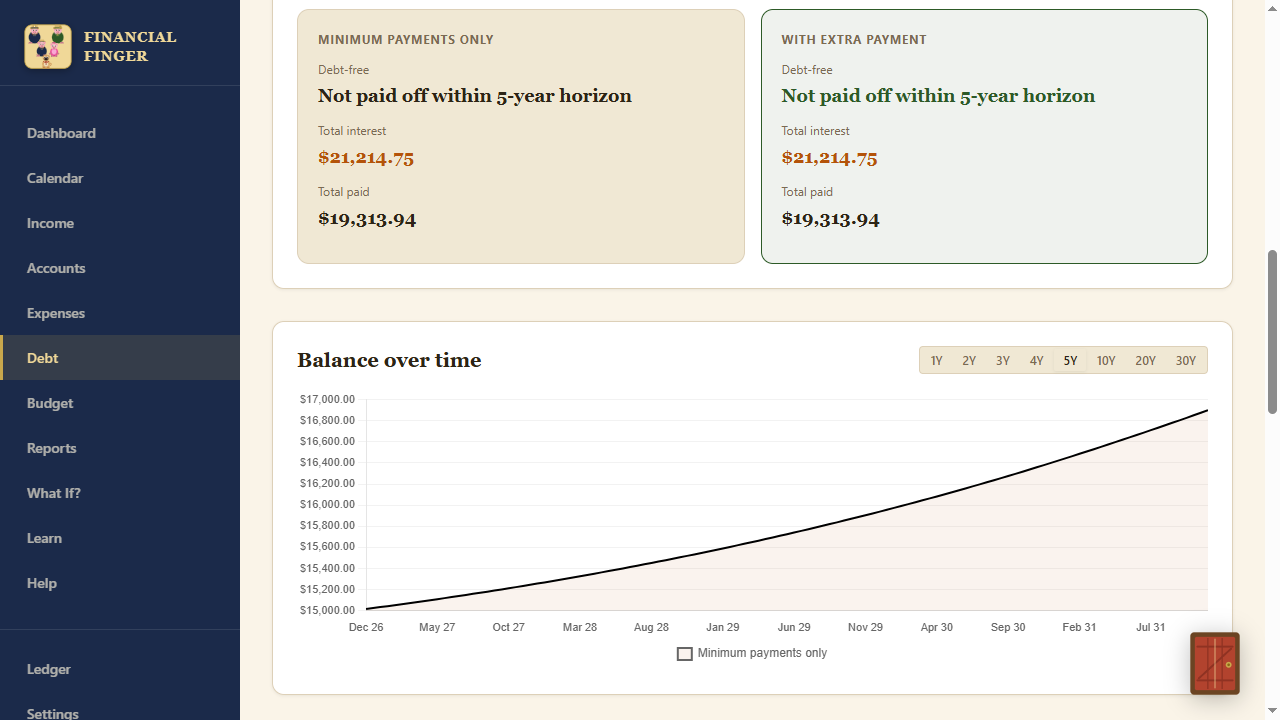 FINANCIAL
FINGER
Dashboard
Calendar
Income
Accounts
Expenses
Debt
Budget
Reports
What If?
Learn
Help
Ledger
Settings
MINIMUM PAYMENTS ONLY
Debt-free
Not paid off within 5-year horizon
Total interest
$21,214.75
Total paid
$19,313.94
WITH EXTRA PAYMENT
Debt-free
Not paid off within 5-year horizon
Total interest
$21,214.75
Total paid
$19,313.94
Balance over time
1Y 2Y 3Y 4Y 5Y 10Y 20Y 30Y
$17,000.00
$16,800.00
$16,600.00
$16,400.00
$16,200.00
$16,000.00
$15,800.00
$15,600.00
$15,400.00
$15,200.00
$15,000.00
Dec 26 May 27 Oct 27 Mar 28 Aug 28 Jan 29 Jun 29 Nov 29 Apr 30 Sep 30 Feb 31 Jul 31
Minimum payments only